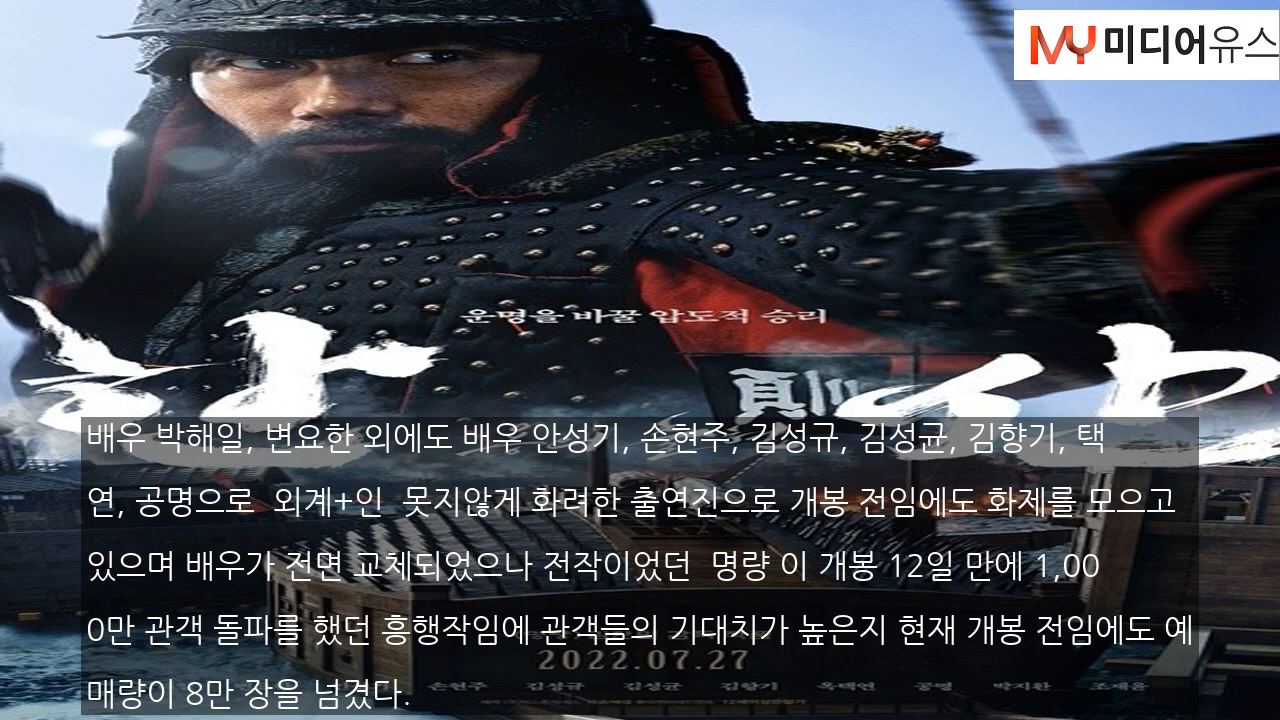 MY미디어유스
운명을 바꿀 압도적 승리
한산
배우 박해일, 변요한 외에도 배우 안성기, 손현주, 김성규, 김성균, 김향기, 택
연, 공명으로 외계+인 못지않게 화려한 출연진으로 개봉 전임에도 화제를 모으고
있으며 배우가 전면 교체되었으나 전작이었던 명량 이 개봉 12일 만에 1,00
0만 관객 돌파를 했던 흥행작임에 관객들의 기대치가 높은지 현재 개봉 전임에도 예
2022.07.27
매량이 8만 장을 넘겼다.
손현주 김성규 김성균 김향기 옥택연 공명 박지환 조재윤